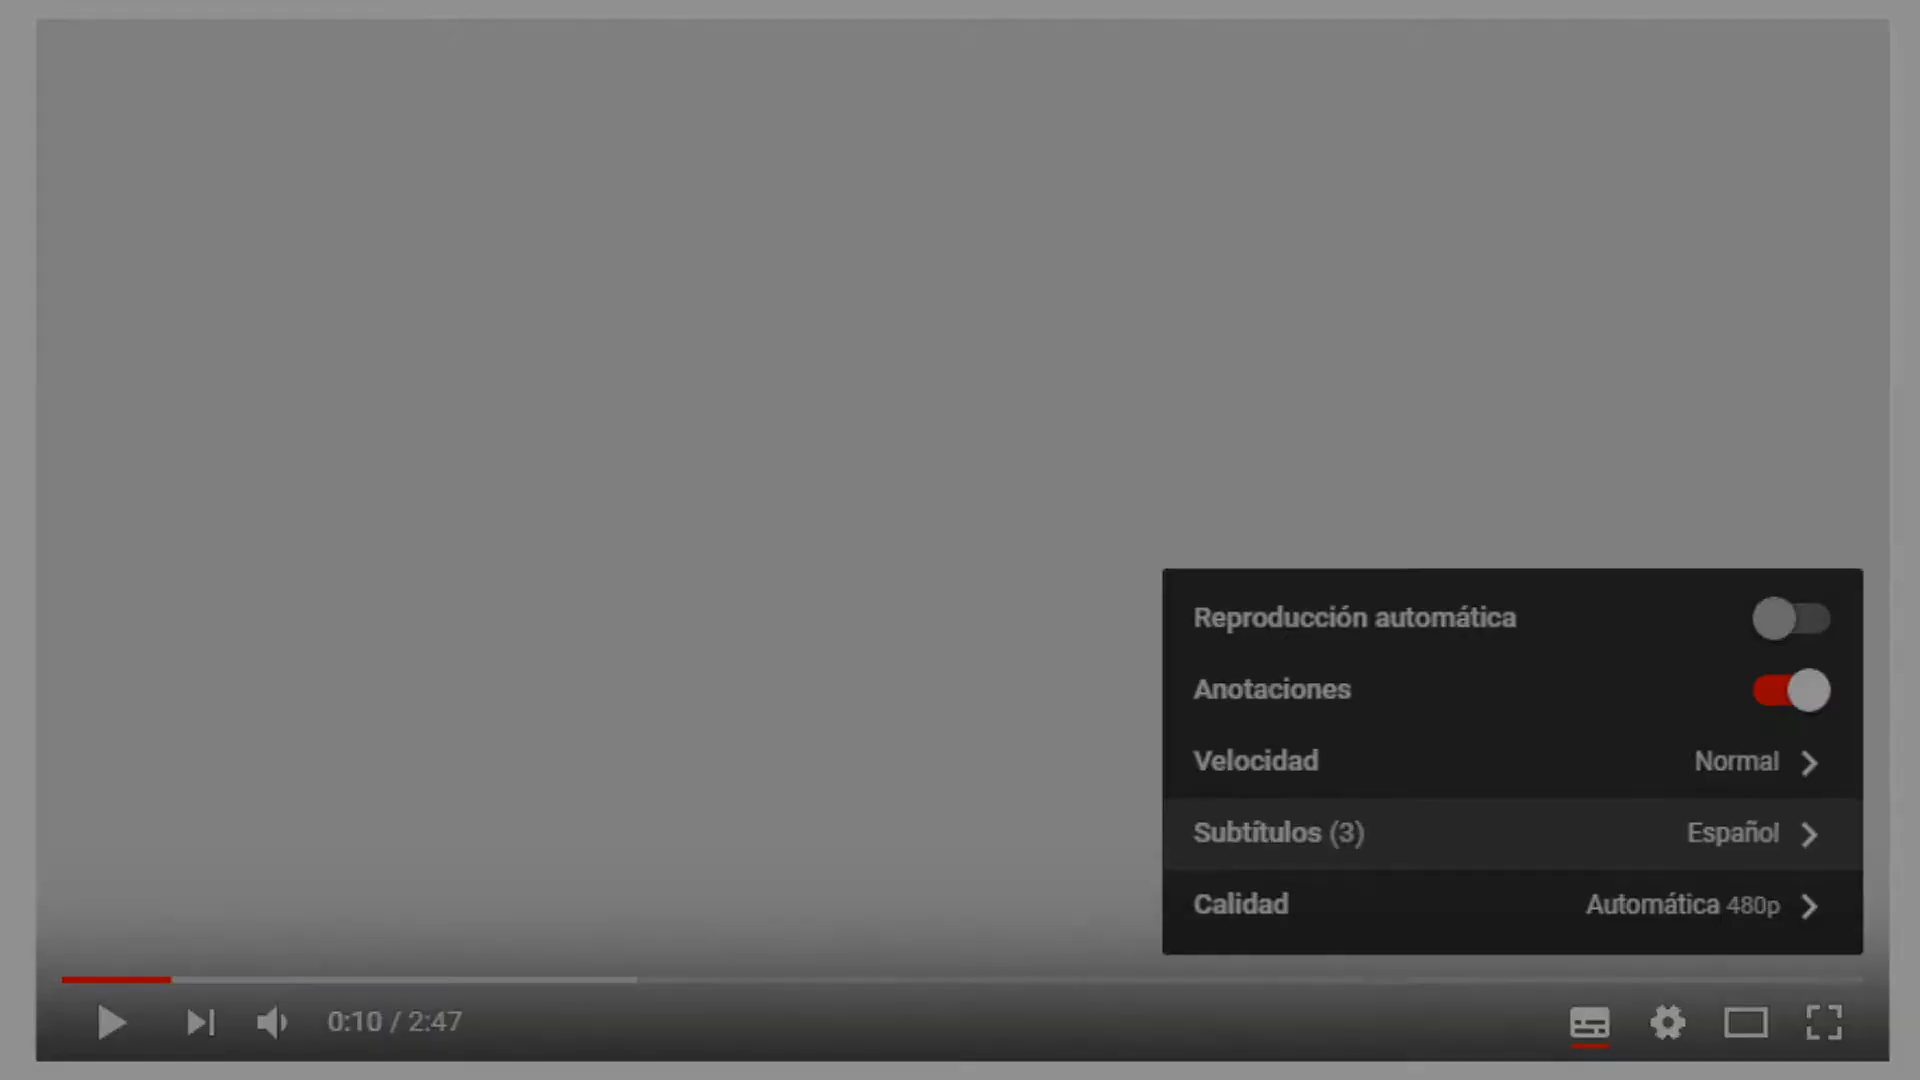 Reproducción automática
Anotaciones
Velocidad Normal
Subtítulos (3) Español
Calidad Automática 480p
0:10 / 2:47